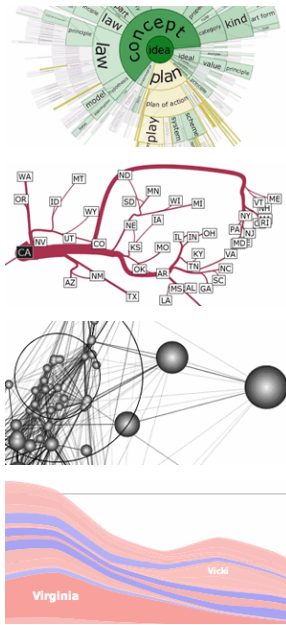 part
principle
law
kind
category
art form
concept
idea
ideal
value
principle
law
plan
model
plan of action
play
system
scheme
WA
MT
ND
OR
ID
MN
ME
SD
WI
MI
VT
WY
NH
IA
NY
NV
UT
CO
NE
IL
IN
OH
PA
NJ
RI
CA
KS
MO
KY
MD
DE
VA
OK
AR
TN
NC
AZ
NM
SC
TX
MS
AL
GA
LA
Vicki
Virginia